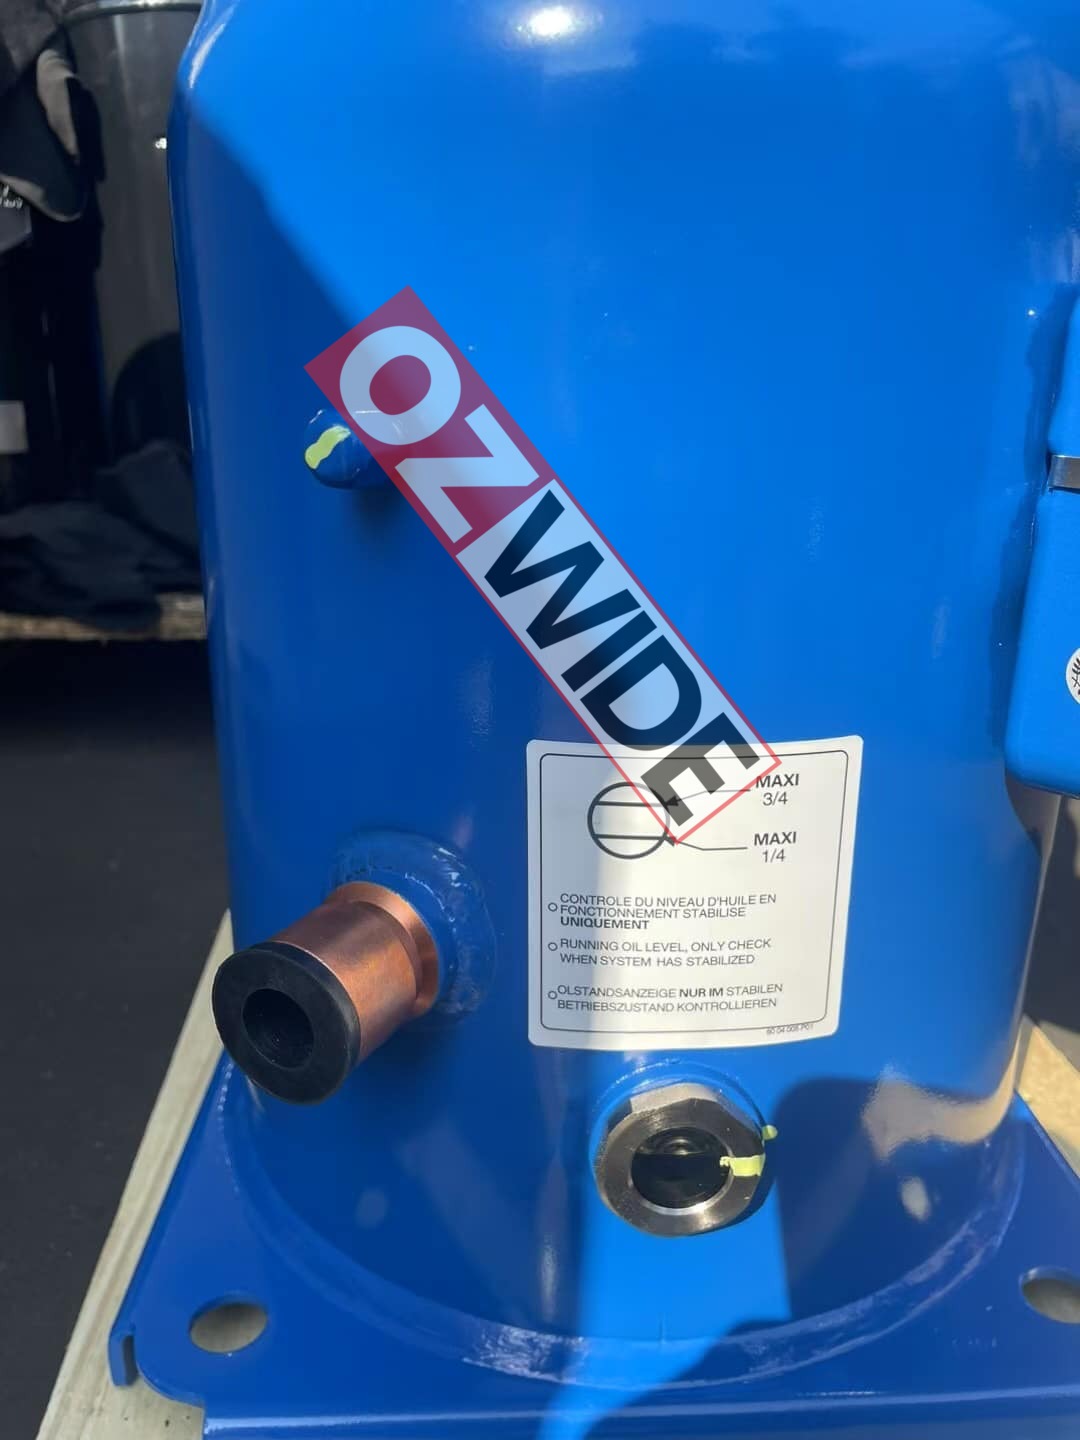 OZWIDE
MAXI
3/4
MAXI
1/4
CONTROLE DU NIVEAU D'HUILE EN
FONCTIONNEMENT STABILISE
UNIQUEMENT
RUNNING OIL LEVEL, ONLY CHECK
WHEN SYSTEM HAS STABILIZED
OLSTANDSANZEIGE NUR IM STABILEN
BETRIEBSZUSTAND KONTROLLIEREN